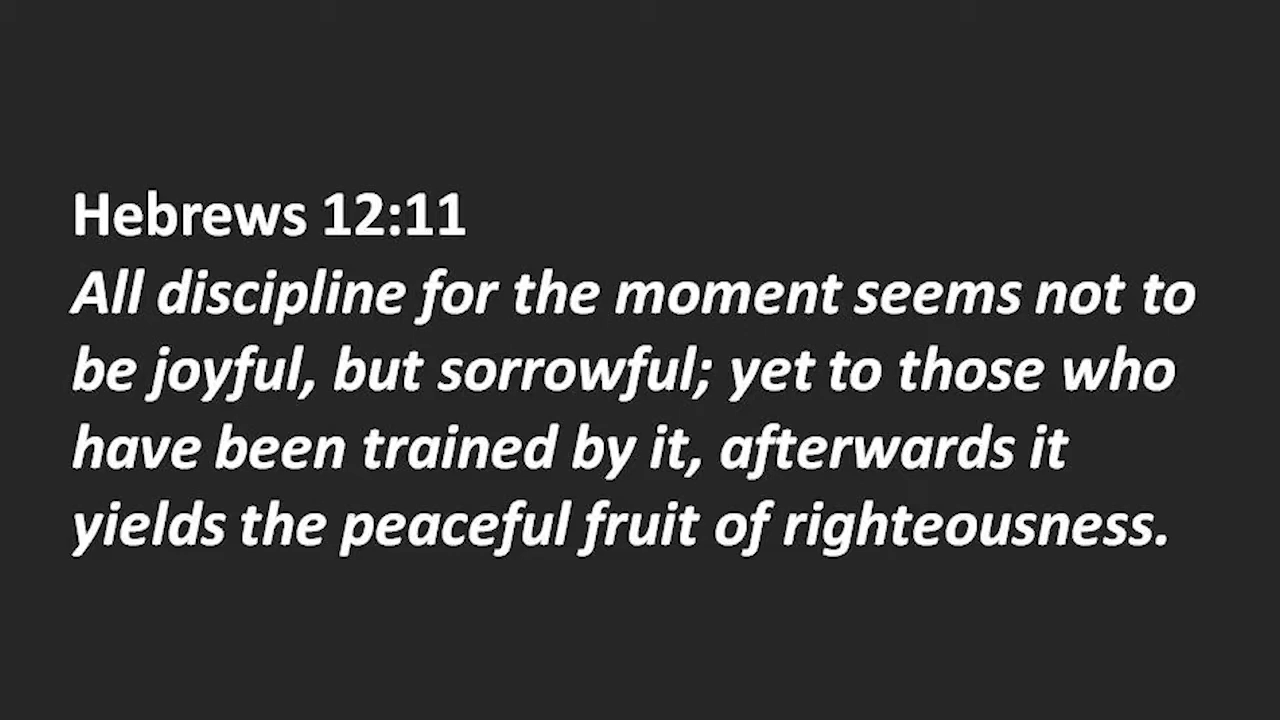 Hebrews 12:11
All discipline for the moment seems not to
be joyful, but sorrowful; yet to those who
have been trained by it, afterwards it
yields the peaceful fruit of righteousness.